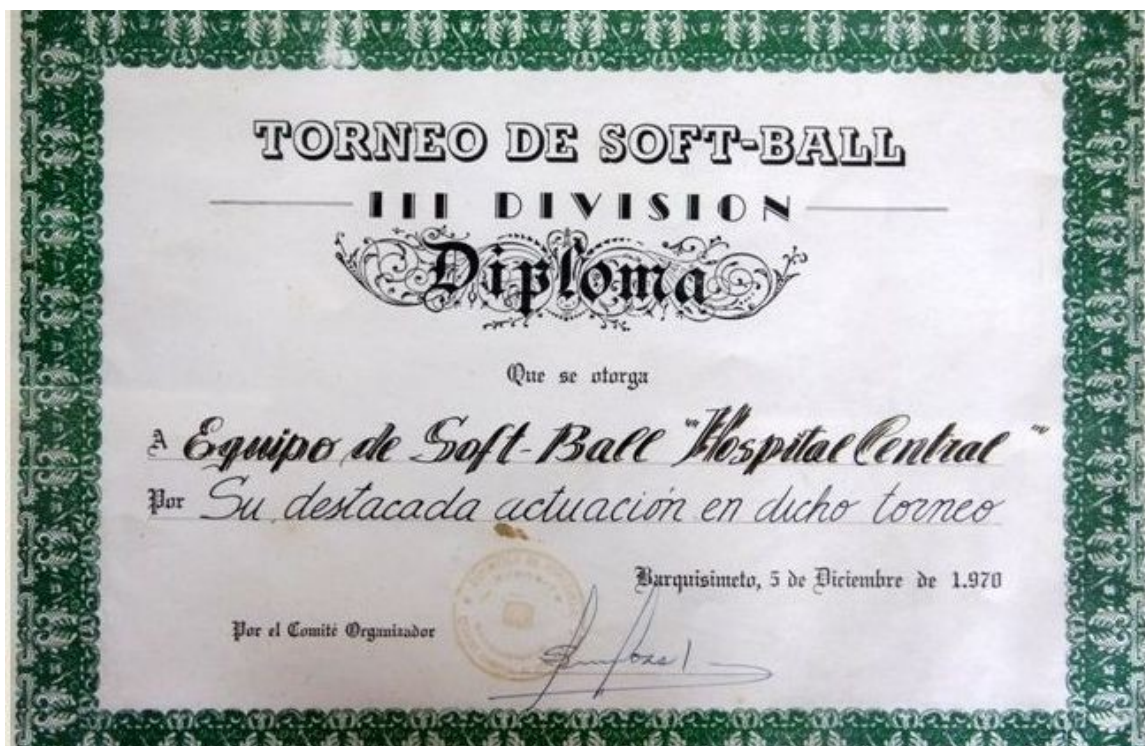 TORNEO DE SOFT-BALL
III DIVISION
Diploma
Que se otorga
A Equipo de Soft-Ball "Hospital Central"
Por Su destacada actuación en dicho torneo
Barquisimeto, 5 de Diciembre de 1.970
Por el Comité Organizador